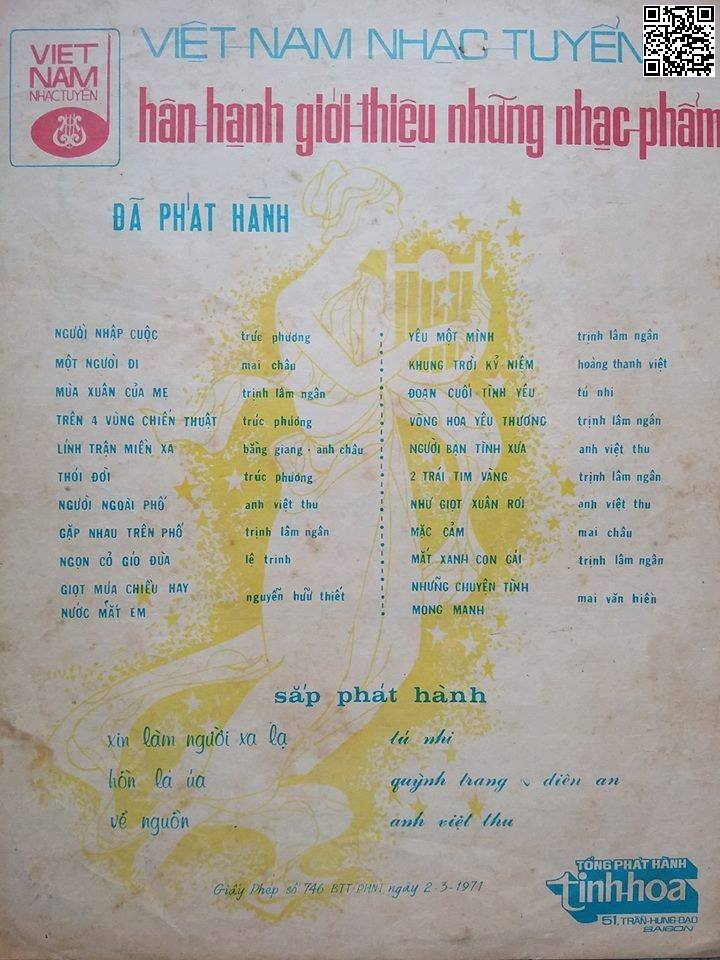 VIỆT NAM NHẠC TUYỂN
VIỆT
NAM
NHẠC TUYỂN
hân-hạnh giới-thiệu những nhạc-phẩm
ĐÃ PHÁT HÀNH
NGƯỜI NHẬP CUỘC trúc phương
MỘT NGƯỜI ĐI mai châu
MÙA XUÂN CỦA MẸ trịnh lâm ngân
TRÊN 4 VÙNG CHIẾN THUẬT trúc phương
LÍNH TRẬN MIỀN XA bằng giang - anh châu
THÓI ĐỜI trúc phương
NGƯỜI NGOÀI PHỐ anh việt thu
GẶP NHAU TRÊN PHỐ trịnh lâm ngân
NGỌN CỎ GIÓ ĐÙA lê trinh
GIỌT MƯA CHIỀU HAY
NƯỚC MẮT EM nguyễn hữu thiết
YÊU MỘT MÌNH trịnh lâm ngân
KHUNG TRỜI KỶ NIỆM hoàng thanh việt
ĐOẠN CUỐI TÌNH YÊU tú nhi
VÒNG HOA YÊU THƯƠNG trịnh lâm ngân
NGƯỜI BẠN TÌNH XƯA anh việt thu
2 TRÁI TIM VÀNG trịnh lâm ngân
NHƯ GIỌT XUÂN RƠI anh việt thu
MẶC CẢM mai châu
MẮT XANH CON GÁI trịnh lâm ngân
NHỮNG CHUYỆN TÌNH
MONG MANH mai văn hiền
sắp phát hành
xin làm người xa lạ tú nhi
hồn lá úa quỳnh trang ~ diên an
về nguồn anh việt thu
Giấy Phép số 746 BTT/PHNT ngày 2-3-1971
TỔNG PHÁT HÀNH
tinh-hoa
51, TRẦN-HƯNG-ĐẠO
SAIGON